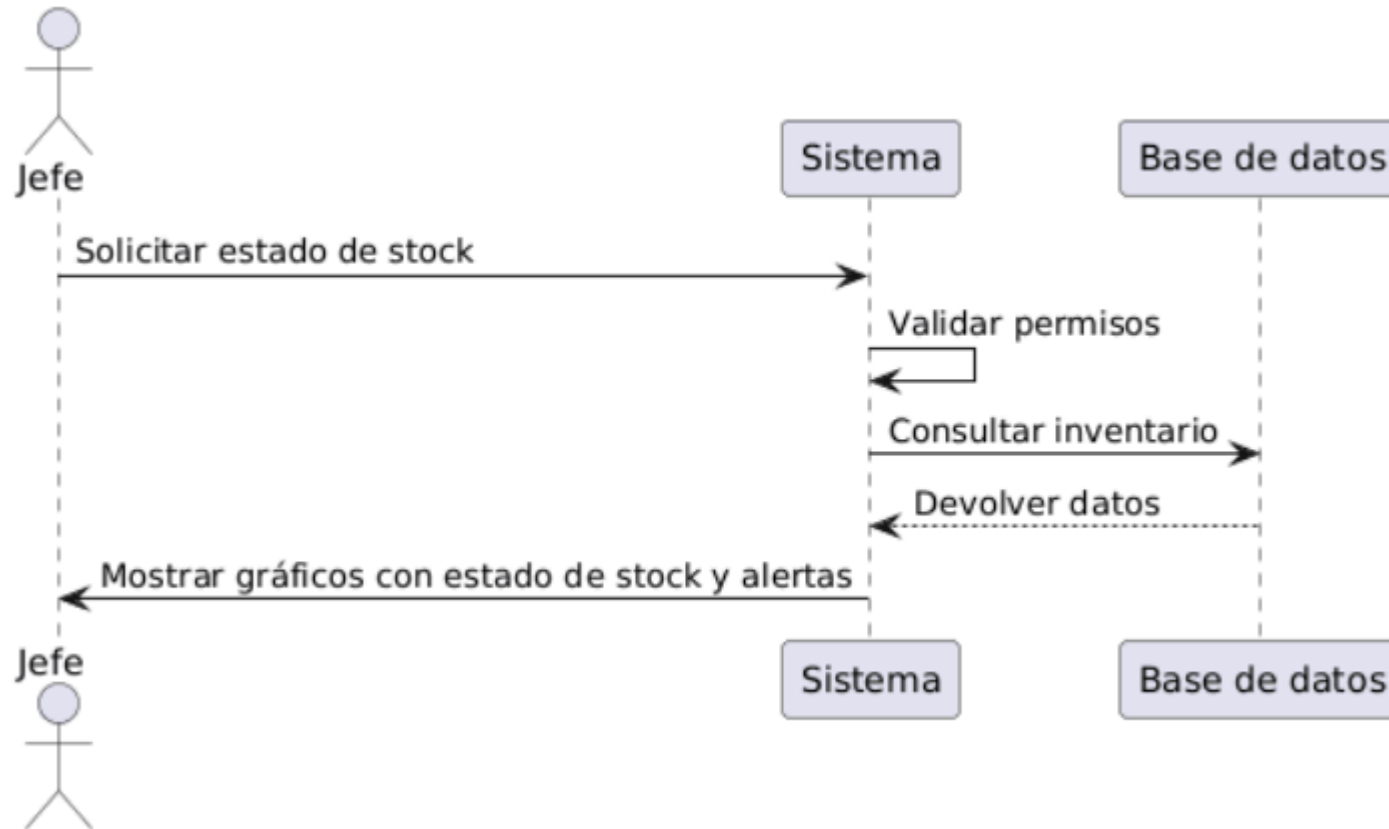 Jefe
Sistema
Base de datos
Solicitar estado de stock
Validar permisos
Consultar inventario
Devolver datos
Mostrar gráficos con estado de stock y alertas
Jefe
Sistema
Base de datos